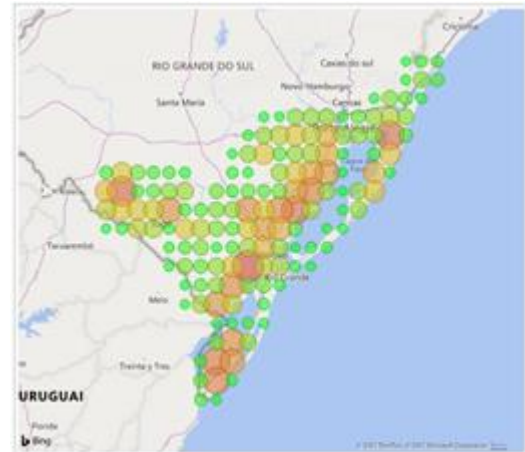 Criciúma
RIO GRANDE DO SUL
Caxias do sul
Novo Hamburgo
Santa Maria
Canoas
Tacuarembó
Rio Grande
Melo
Treinta y Tres
URUGUAI
Florida
Bing